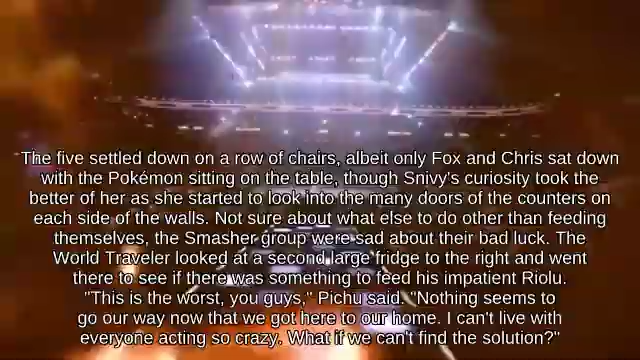 The five settled down on a row of chairs, albeit only Fox and Chris sat down
with the Pokémon sitting on the table, though Snivy's curiosity took the
better of her as she started to look into the many doors of the counters on
each side of the walls. Not sure about what else to do other than feeding
themselves, the Smasher group were sad about their bad luck. The
World Traveler looked at a second large fridge to the right and went
there to see if there was something to feed his impatient Riolu.
"This is the worst, you guys," Pichu said. "Nothing seems to
go our way now that we got here to our home. I can't live with
everyone acting so crazy. What if we can't find the solution?"